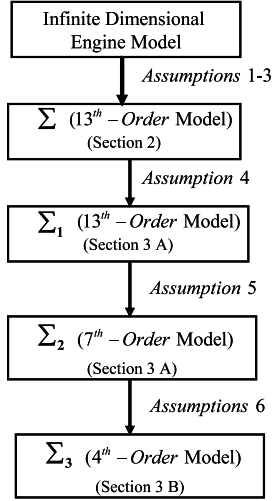 Infinite Dimensional
Engine Model
Assumptions 1-3
Σ (13th – Order Model)
(Section 2)
Assumption 4
Σ1 (13th – Order Model)
(Section 3 A)
Assumption 5
Σ2 (7th – Order Model)
(Section 3 A)
Assumptions 6
Σ3 (4th – Order Model)
(Section 3 B)